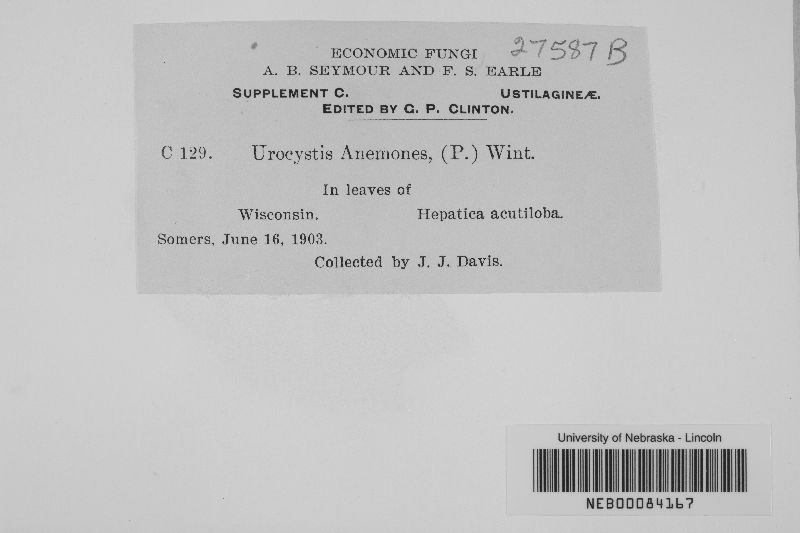 ECONOMIC FUNGI 27587 B
A. B. SEYMOUR AND F. S. EARLE
SUPPLEMENT C. USTILAGINEÆ.
EDITED BY G. P. CLINTON.
C 129. Urocystis Anemones, (P.) Wint.
In leaves of
Wisconsin. Hepatica acutiloba.
Somers, June 16, 1903.
Collected by J. J. Davis.
University of Nebraska - Lincoln
NEB00084167